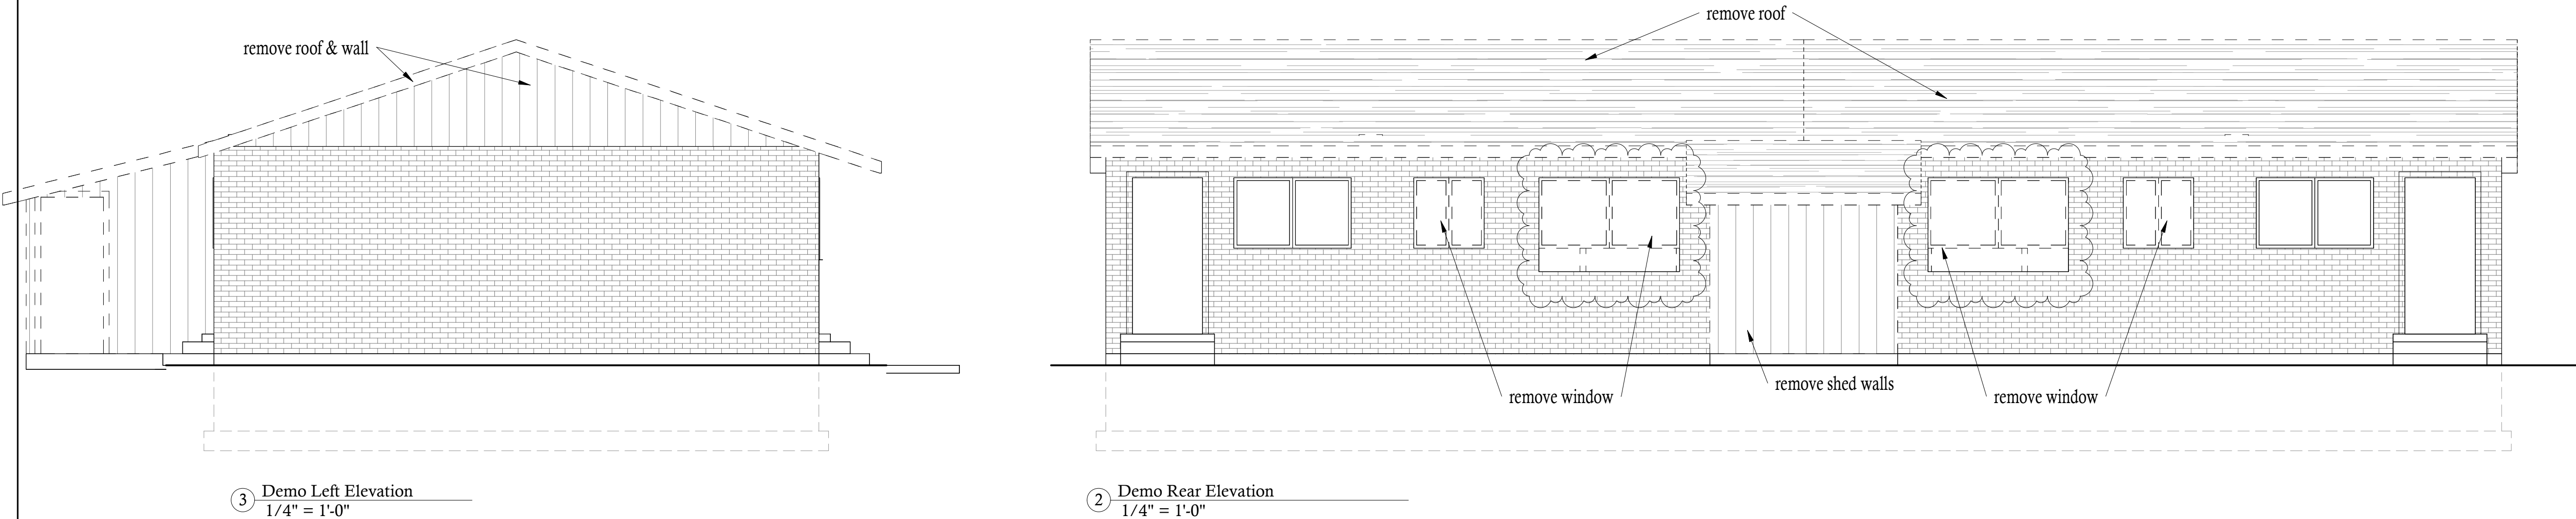 remove roof & wall
3
Demo Left Elevation
1/4" = 1'-0"
remove roof
remove window
remove shed walls
remove window
2
Demo Rear Elevation
1/4" = 1'-0"